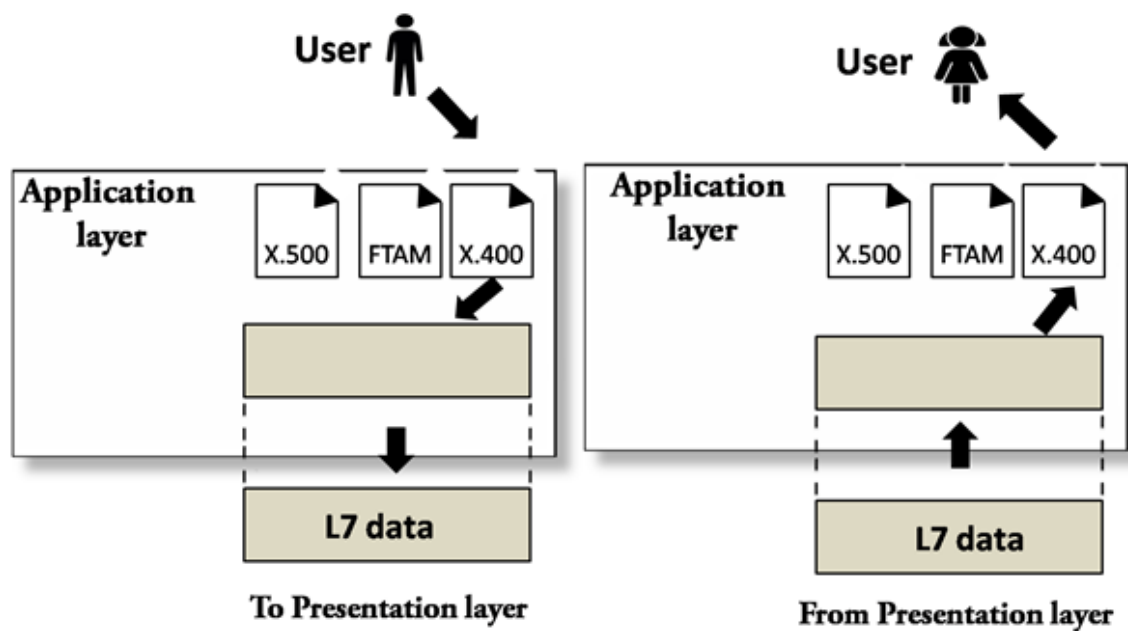 User
Application
layer
X.500
FTAM
X.400
L7 data
To Presentation layer
User
Application
layer
X.500
FTAM
X.400
L7 data
From Presentation layer